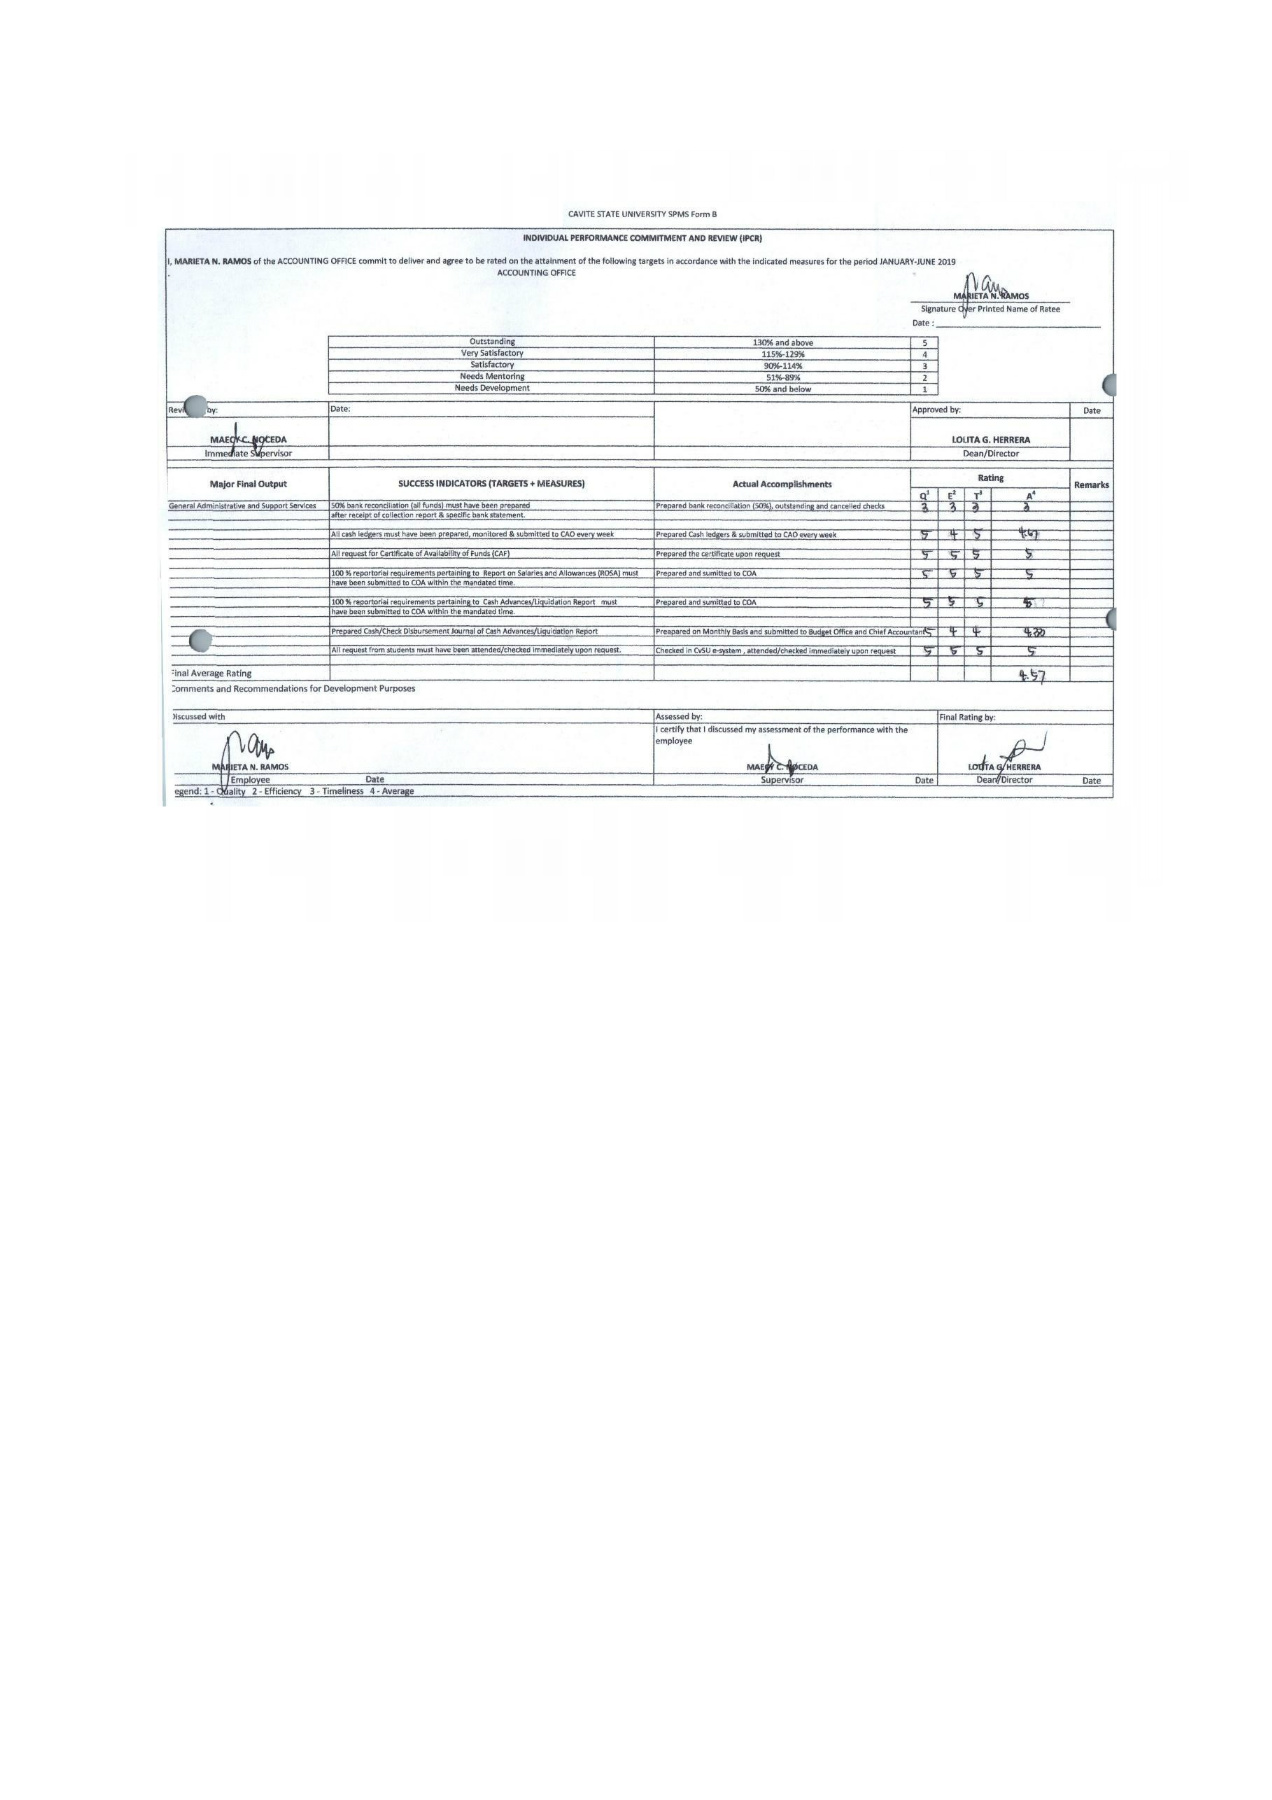 CAVITE STATE UNIVERSITY SPMS Form B
INDIVIDUAL PERFORMANCE COMMITMENT AND REVIEW (IPCR)
I, MARIETA N. RAMOS of the ACCOUNTING OFFICE commit to deliver and agree to be rated on the attainment of the following targets in accordance with the indicated measures for the period JANUARY-JUNE 2019
ACCOUNTING OFFICE
MARIETA N. RAMOS
Signature Over Printed Name of Ratee
Date :
Outstanding 130% and above 5
Very Satisfactory 115%-129% 4
Satisfactory 90%-114% 3
Needs Mentoring 51%-89% 2
Needs Development 50% and below 1
by: Date: Approved by: Date
MAECY C. NOCEDA LOLITA G. HERRERA
Immediate Supervisor Dean/Director
Major Final Output SUCCESS INDICATORS (TARGETS + MEASURES) Actual Accomplishments Rating Remarks
Q¹ E² T³ A⁴
General Administrative and Support Services 50% bank reconciliation (all funds) must have been prepared Prepared bank reconciliation (50%), outstanding and cancelled checks 3 3 3 3
after receipt of collection report & specific bank statement.
All cash ledgers must have been prepared, monitored & submitted to CAO every week Prepared Cash ledgers & submitted to CAO every week 5 4 5 4.67
All request for Certificate of Availability of Funds (CAF) Prepared the certificate upon request 5 5 5 5
100 % reportorial requirements pertaining to Report on Salaries and Allowances (ROSA) must Prepared and sumitted to COA 5 5 5 5
have been submitted to COA within the mandated time.
100 % reportorial requirements pertaining to Cash Advances/Liquidation Report must Prepared and sumitted to COA 5 5 5 5
have been submitted to COA within the mandated time.
Prepared Cash/Check Disbursement Journal of Cash Advances/Liquidation Report Preapared on Monthly Basis and submitted to Budget Office and Chief Accountant 5 4 4 4.33
All request from students must have been attended/checked immediately upon request. Checked in CvSU e-system , attended/checked immediately upon request 5 5 5 5
Final Average Rating 4.57
Comments and Recommendations for Development Purposes
Discussed with Assessed by: Final Rating by:
I certify that I discussed my assessment of the performance with the
employee
MARIETA N. RAMOS MAECY C. NOCEDA LOLITA G. HERRERA
Employee Date Supervisor Date Dean/Director Date
egend: 1 - Quality 2 - Efficiency 3 - Timeliness 4 - Average